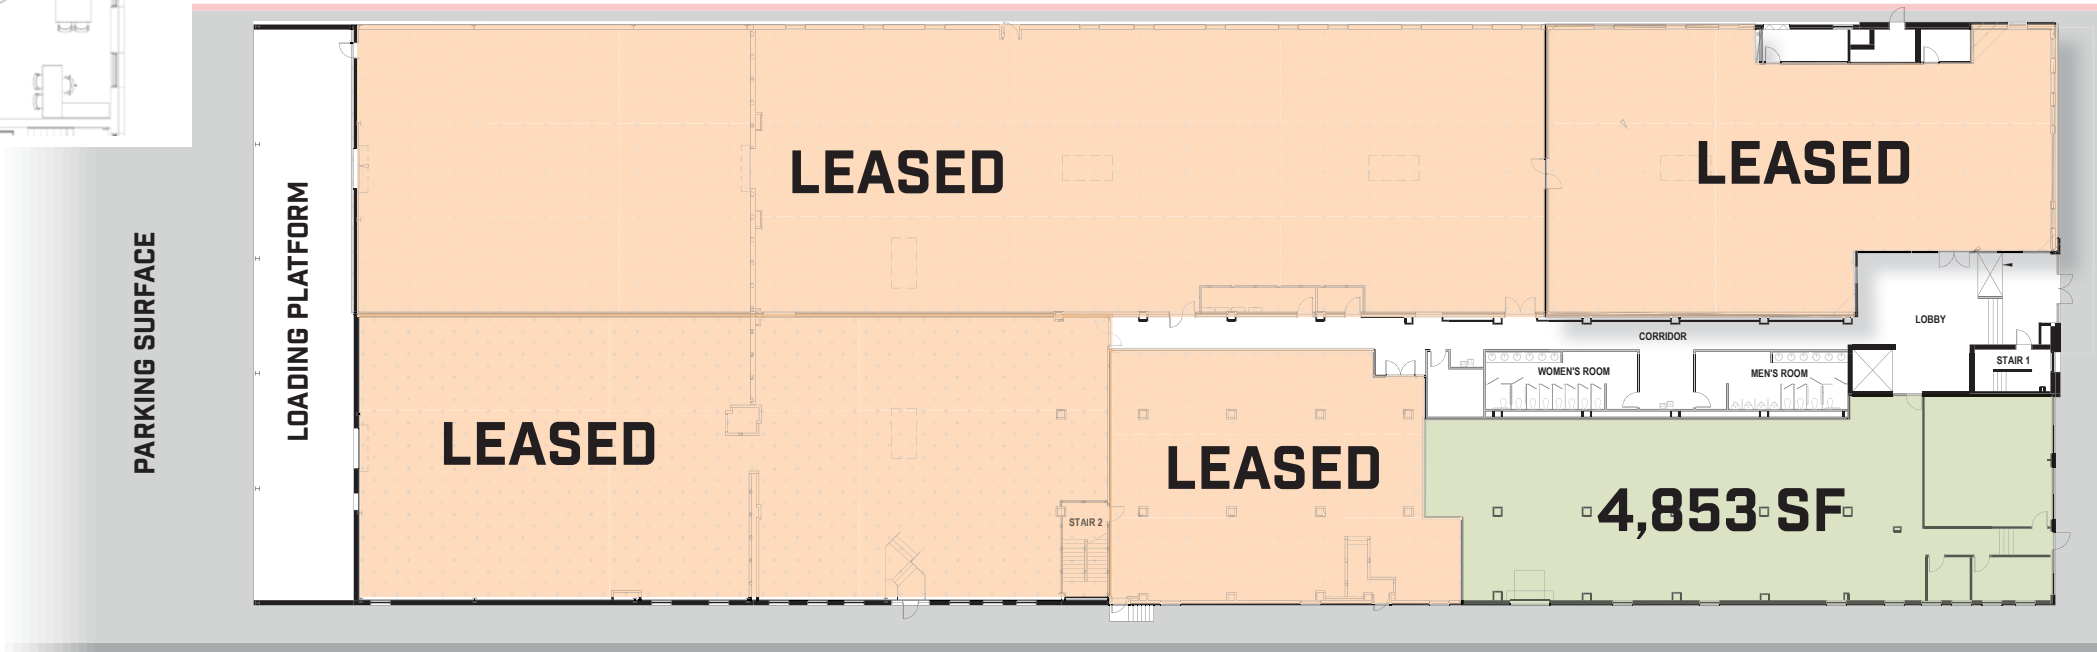 LEASED
LEASED
PARKING SURFACE
LOADING PLATFORM
LOBBY
CORRIDOR
STAIR 1
WOMEN'S ROOM
MEN'S ROOM
LEASED
LEASED
4,853 SF
STAIR 2